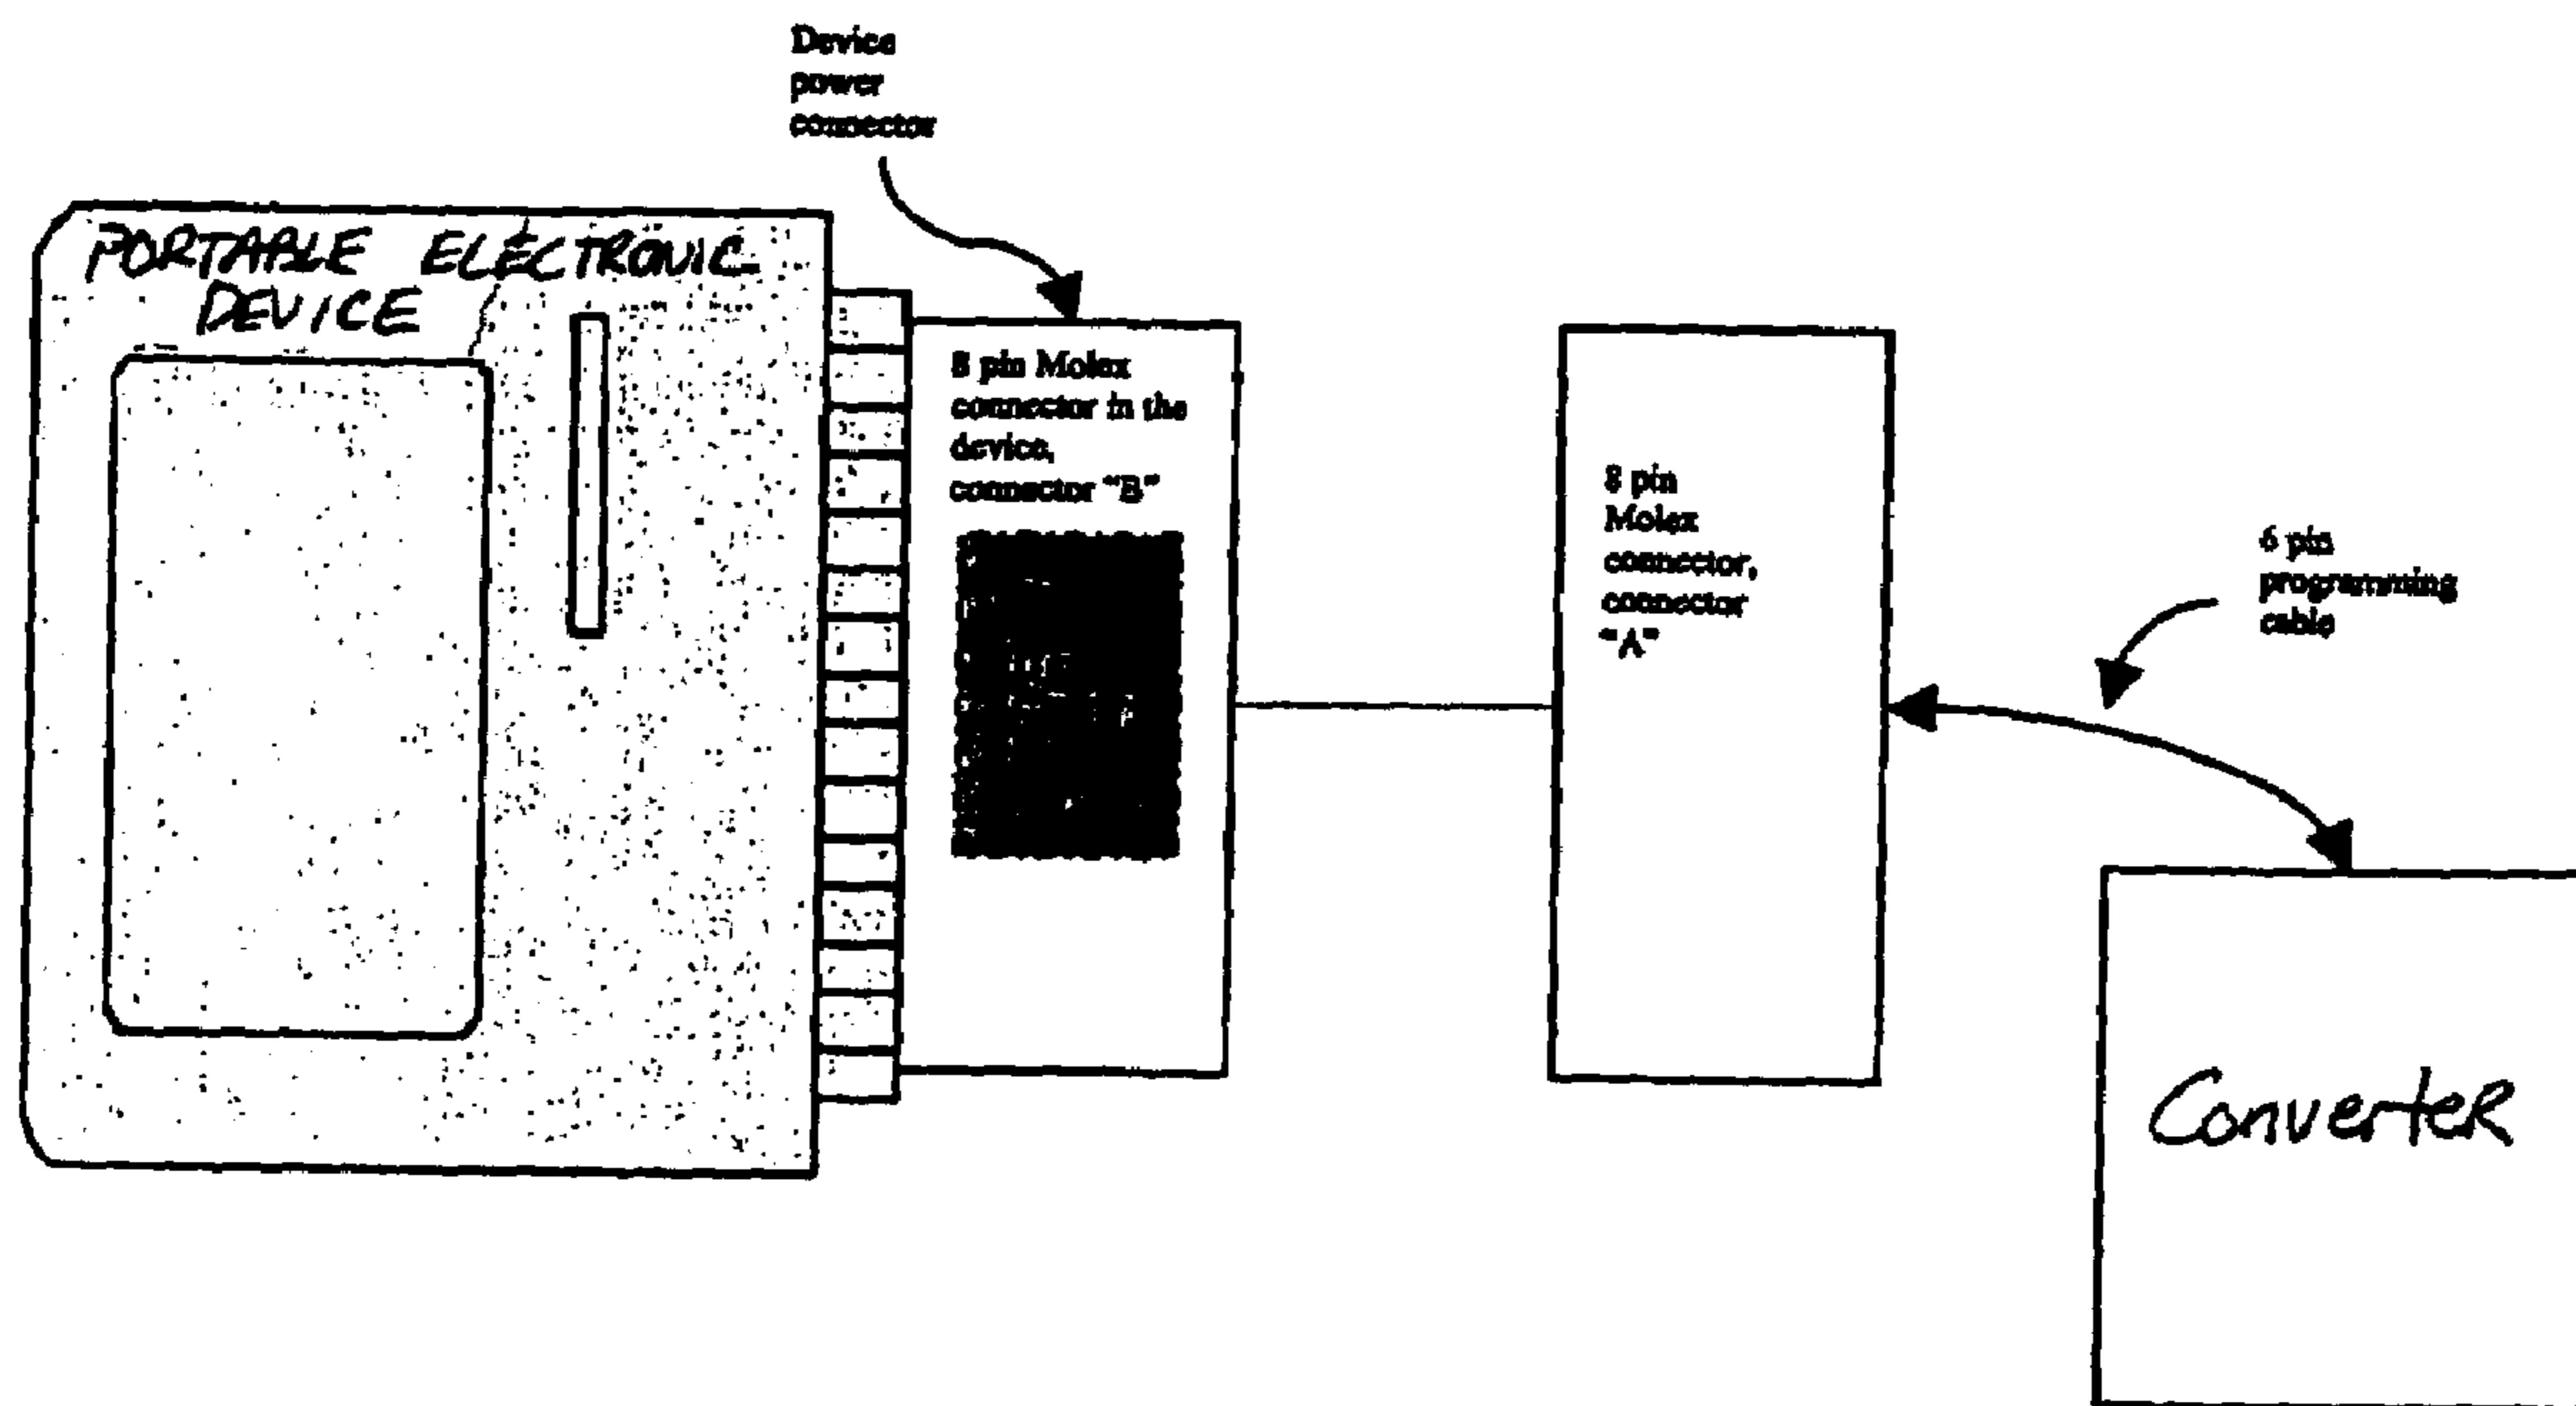 Device
power
connector
PORTABLE ELECTRONIC
DEVICE
8 pin Molex
connector in the
device,
connector "B"
8 pin
Molex
connector,
connector
"A"
6 pin
programming
cable
Converter